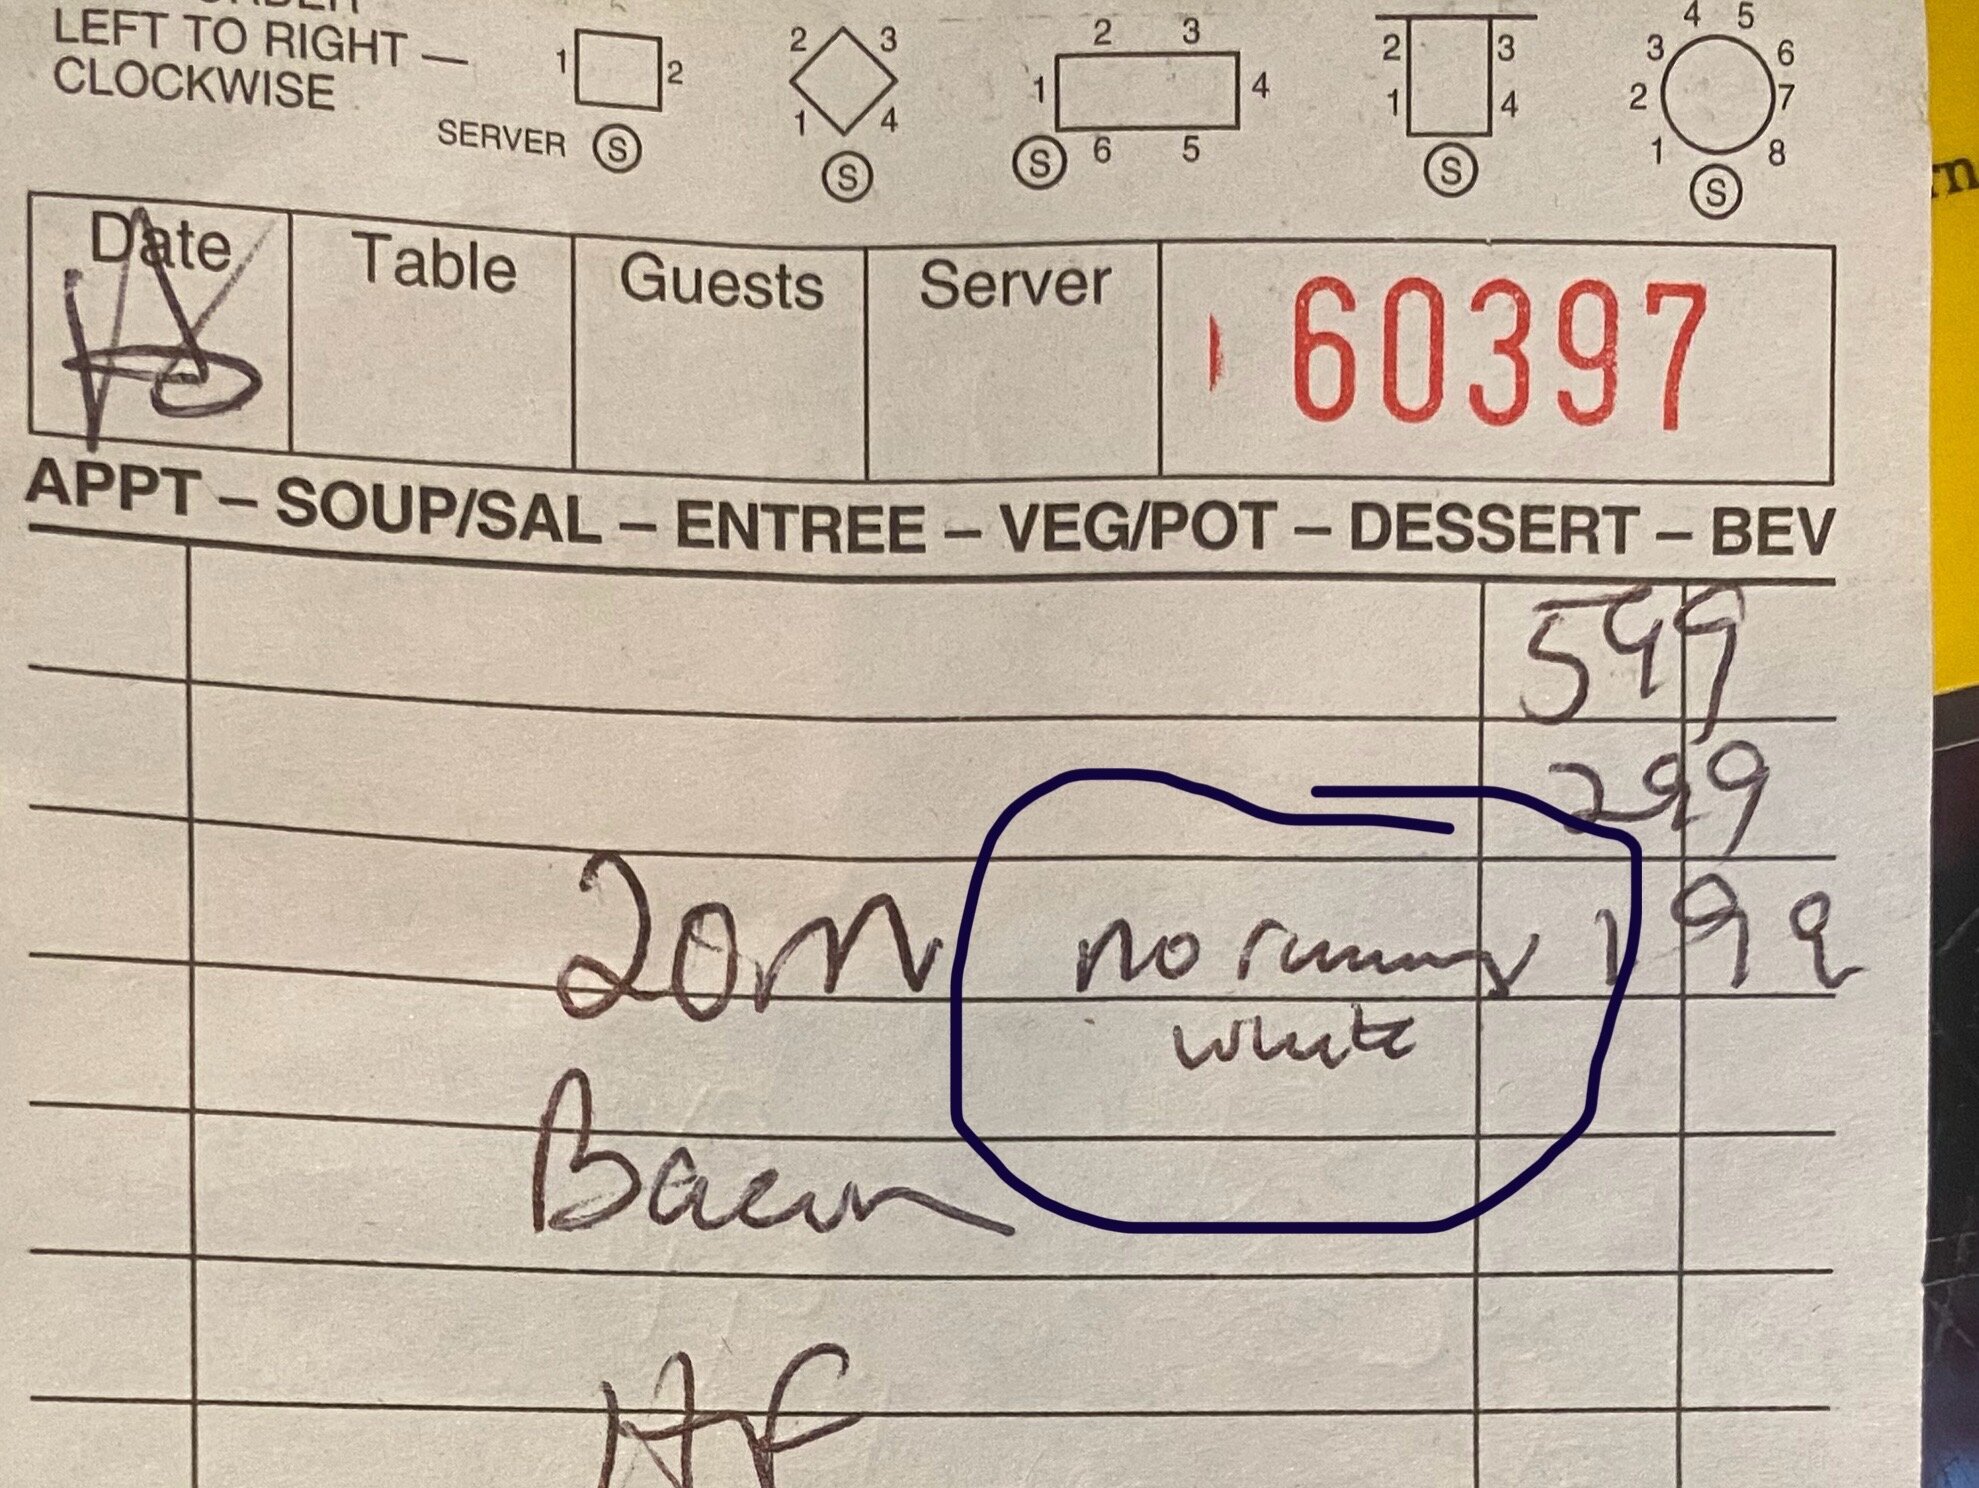 LEFT TO RIGHT —
CLOCKWISE
SERVER
1 2 S
2 3 1 4 S
2 3 1 4 S 6 5
2 3 1 4 S
4 5 3 6 2 7 1 8 S
Date Table Guests Server 60397
APPT – SOUP/SAL – ENTREE – VEG/POT – DESSERT – BEV
599
299
20M no runny 199
white
Bacon
HF